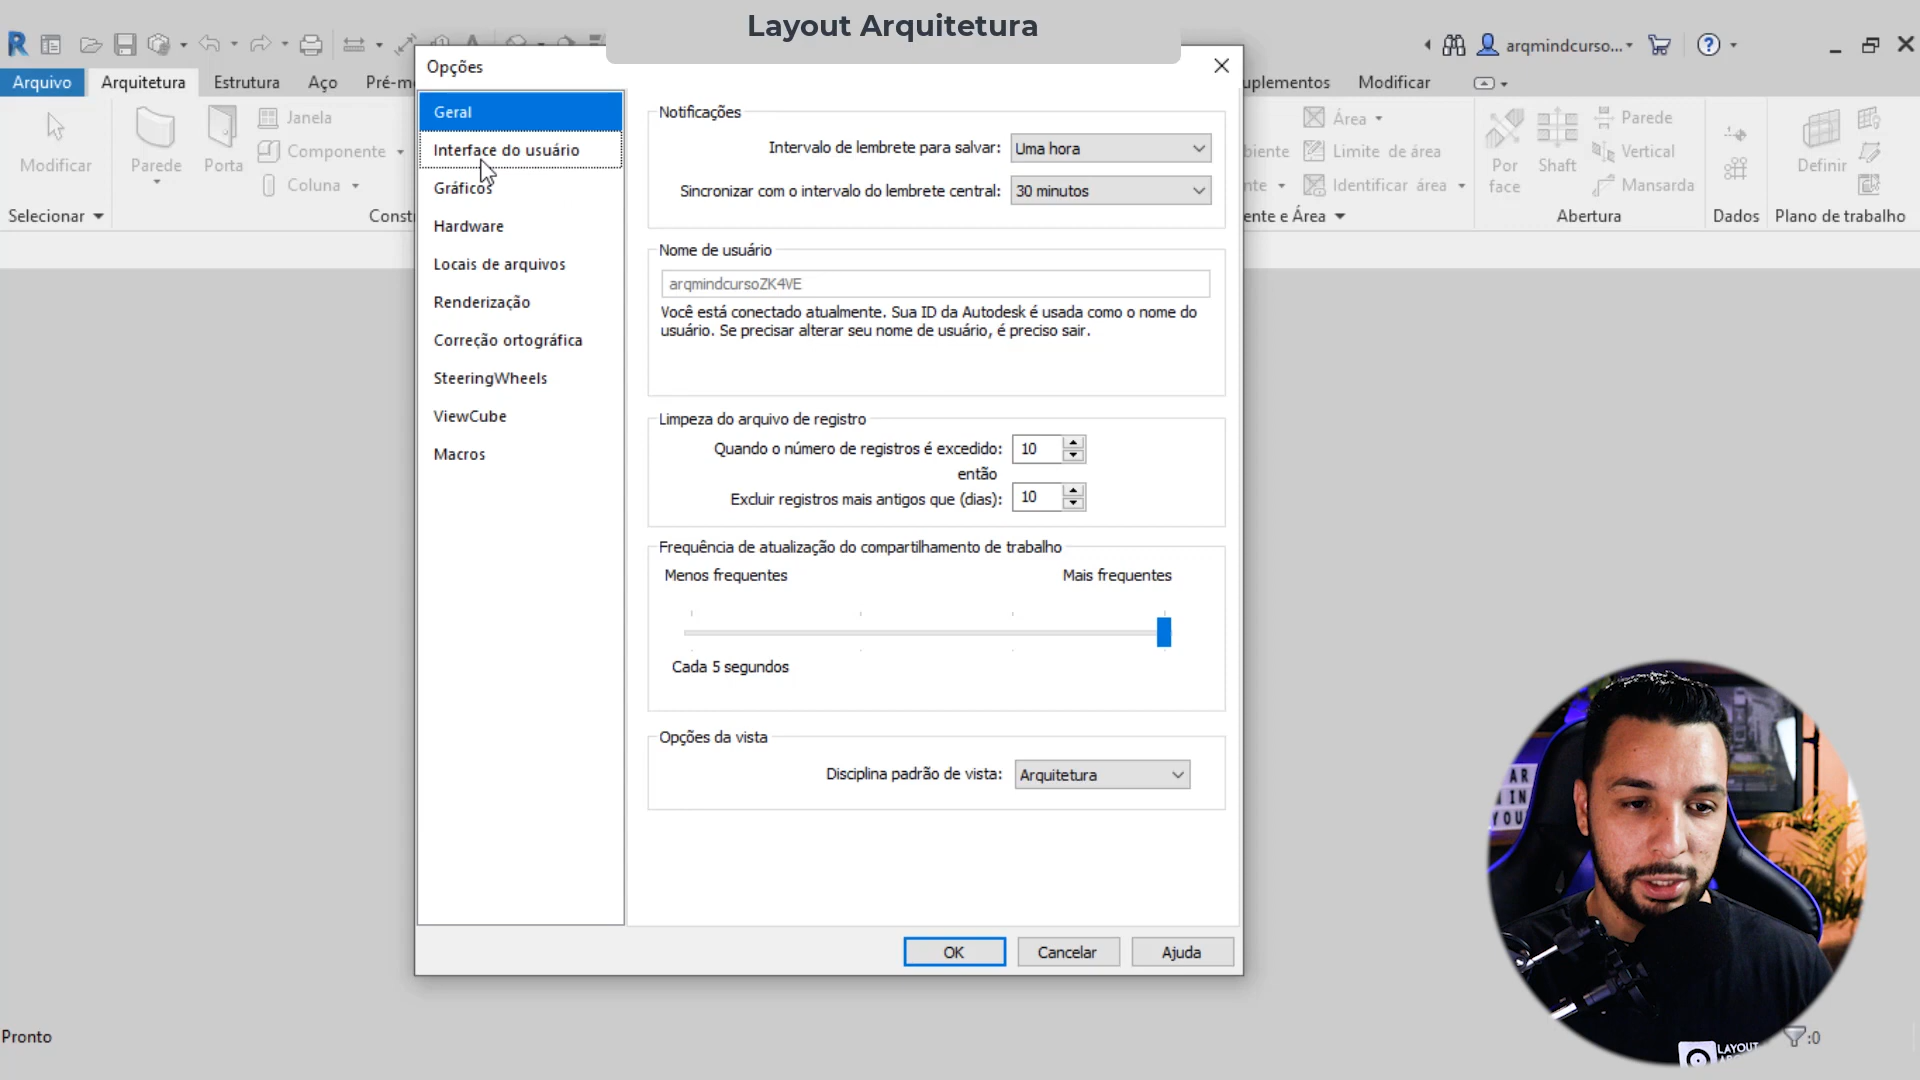 Layout Arquitetura
arqmindcurso...
Opções
Arquivo
Arquitetura
Estrutura
Aço
Pré-m
uplementos
Modificar
Modificar
Parede
Porta
Janela
Componente
Coluna
Selecionar
Const
Área
Limite de área
Identificar área
biente
nte
ente e Área
Por face
Shaft
Parede
Vertical
Mansarda
Abertura
Dados
Definir
Plano de trabalho
Geral
Interface do usuário
Gráficos
Hardware
Locais de arquivos
Renderização
Correção ortográfica
SteeringWheels
ViewCube
Macros
Notificações
Intervalo de lembrete para salvar: Uma hora
Sincronizar com o intervalo do lembrete central: 30 minutos
Nome de usuário
arqmindcursoZK4VE
Você está conectado atualmente. Sua ID da Autodesk é usada como o nome do
usuário. Se precisar alterar seu nome de usuário, é preciso sair.
Limpeza do arquivo de registro
Quando o número de registros é excedido: 10
então
Excluir registros mais antigos que (dias): 10
Frequência de atualização do compartilhamento de trabalho
Menos frequentes Mais frequentes
Cada 5 segundos
Opções da vista
Disciplina padrão de vista: Arquitetura
OK Cancelar Ajuda
Pronto
:0
LAYOUT